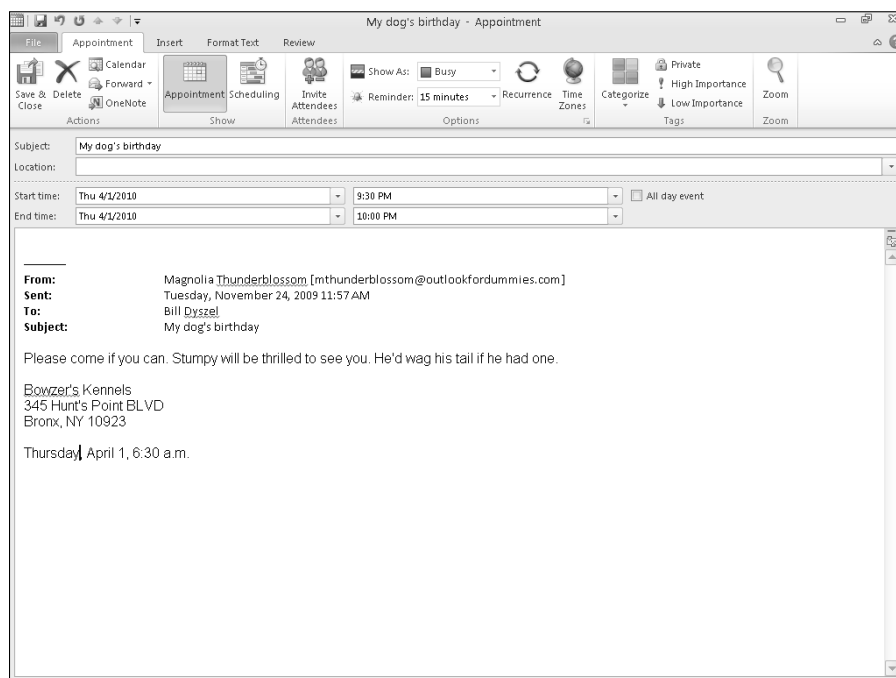 My dog's birthday - Appointment
File Appointment Insert Format Text Review
Save & Close
Delete
Calendar
Forward
OneNote
Actions
Appointment
Scheduling
Show
Invite Attendees
Attendees
Show As: Busy
Reminder: 15 minutes
Recurrence
Time Zones
Options
Categorize
Private
High Importance
Low Importance
Tags
Zoom
Zoom
Subject: My dog's birthday
Location:
Start time: Thu 4/1/2010 9:30 PM All day event
End time: Thu 4/1/2010 10:00 PM
From: Magnolia Thunderblossom [mthunderblossom@outlookfordummies.com]
Sent: Tuesday, November 24, 2009 11:57 AM
To: Bill Dyszel
Subject: My dog's birthday
Please come if you can. Stumpy will be thrilled to see you. He'd wag his tail if he had one.
Bowzer's Kennels
345 Hunt's Point BLVD
Bronx, NY 10923
Thursday, April 1, 6:30 a.m.